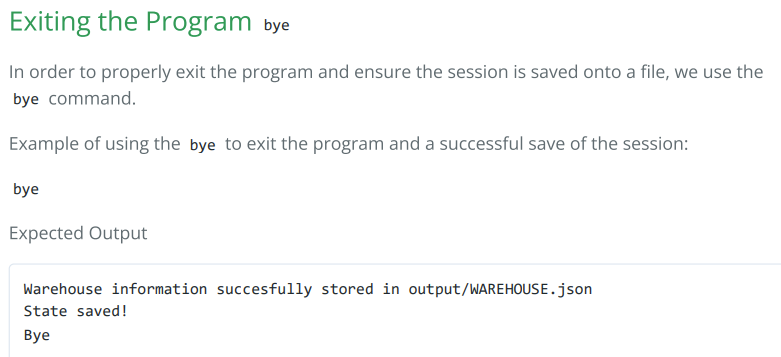 Exiting the Program bye
In order to properly exit the program and ensure the session is saved onto a file, we use the
bye command.
Example of using the bye to exit the program and a successful save of the session:
bye
Expected Output
Warehouse information succesfully stored in output/WAREHOUSE.json
State saved!
Bye